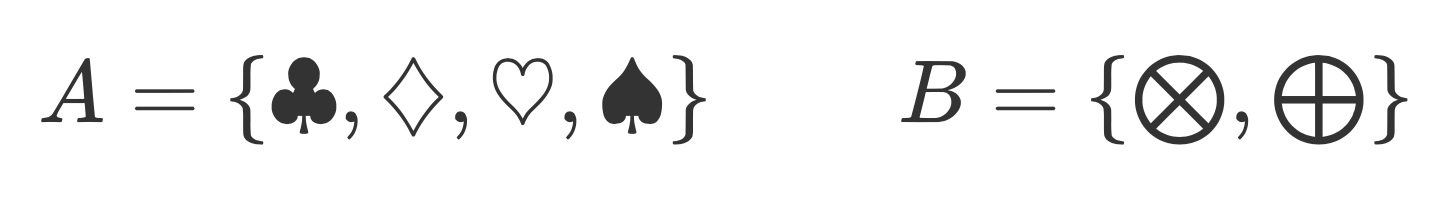 A = {♣, ♢, ♡, ♠} B = {⊗, ⊕}